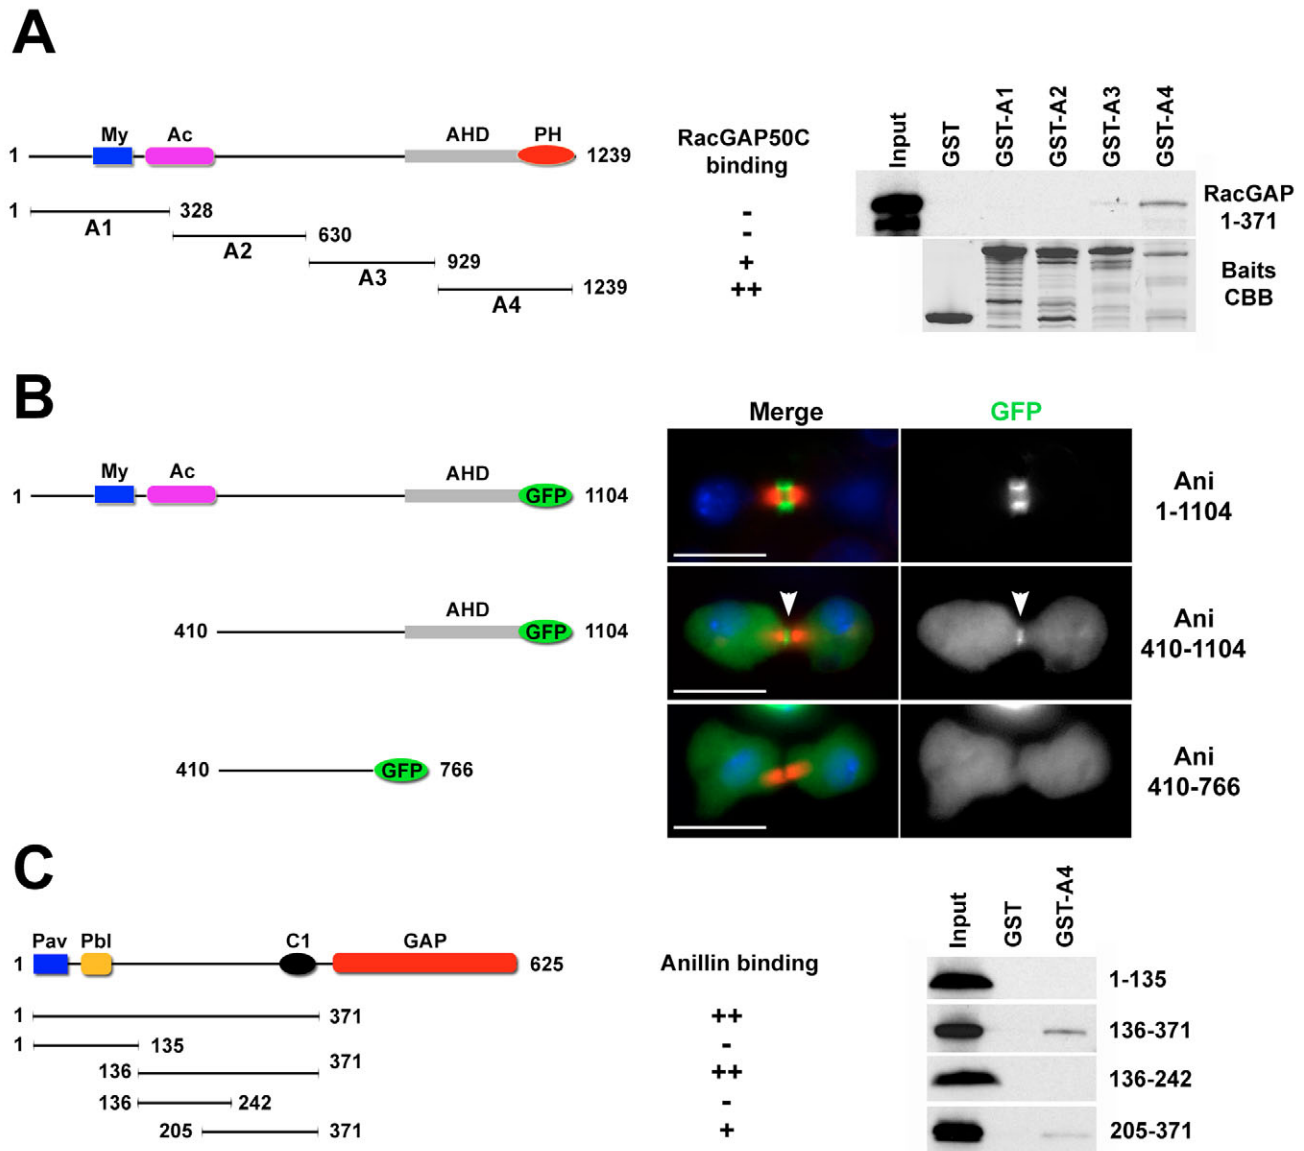 A
My Ac AHD PH
1 1239
1 328
A1
630
A2
929
A3
1239
A4
RacGAP50C
binding
-
-
+
++
Input GST GST-A1 GST-A2 GST-A3 GST-A4
RacGAP
1-371
Baits
CBB
B
Merge GFP
My Ac AHD
1 GFP 1104
Ani
1-1104
AHD
410 GFP 1104
Ani
410-1104
410 GFP 766
Ani
410-766
C
Pav Pbl C1 GAP
1 625
1 371
1 135
136 371
136 242
205 371
Anillin binding
++
-
++
-
+
Input GST GST-A4
1-135
136-371
136-242
205-371